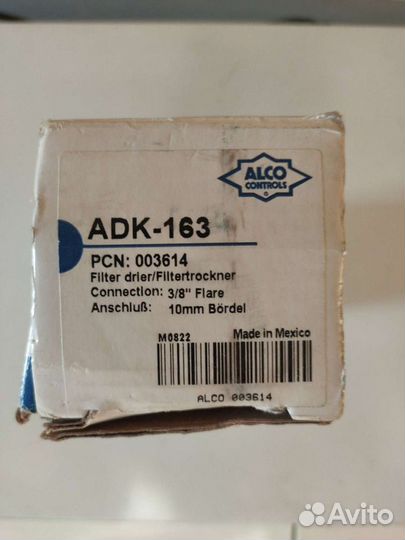 ALCO
CONTROLS
®
ADK-163
PCN: 003614
Filter drier/Filtertrockner
Connection: 3/8" Flare
Anschluß: 10mm Bördel
M0822 Made in Mexico
ALCO 003614
Avito